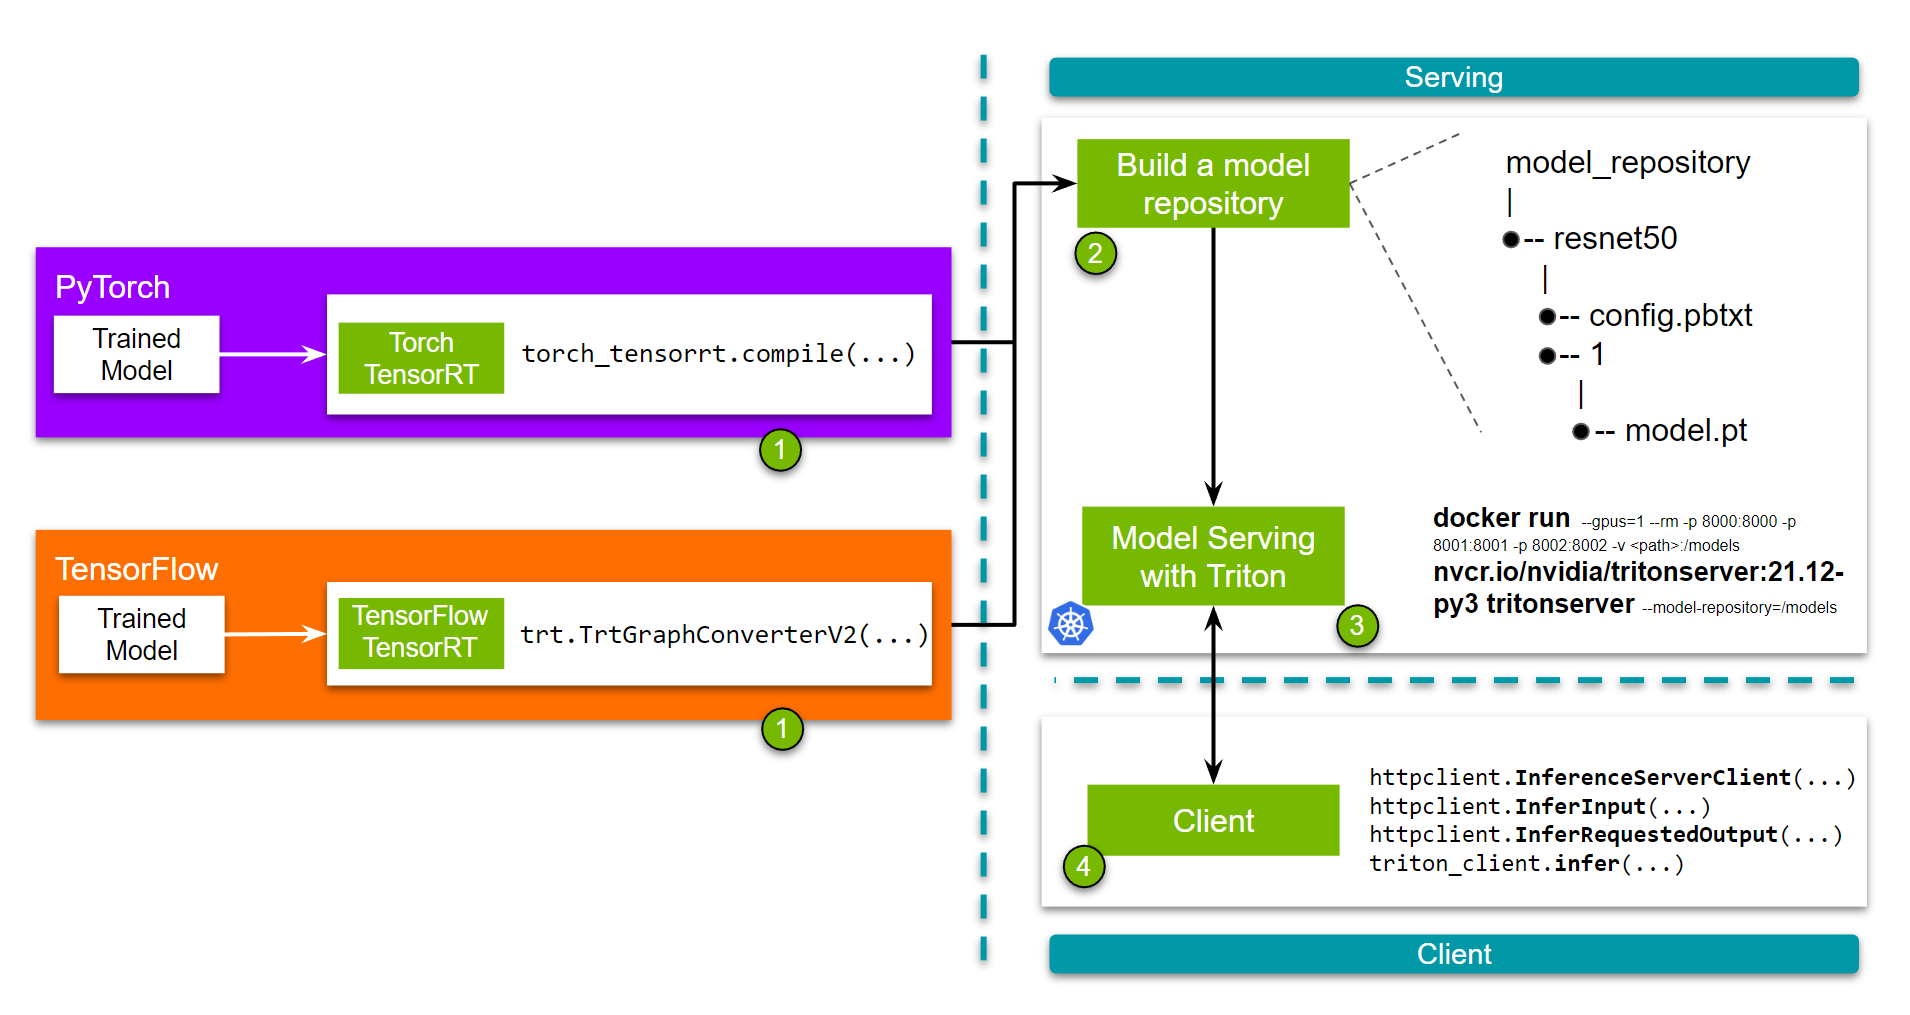 PyTorch
Trained
Model
Torch
TensorRT
torch_tensorrt.compile(...)
1
TensorFlow
Trained
Model
TensorFlow
TensorRT
trt.TrtGraphConverterV2(...)
1
Serving
Build a model
repository
2
model_repository
|
-- resnet50
|
-- config.pbtxt
-- 1
|
-- model.pt
Model Serving
with Triton
3
docker run --gpus=1 --rm -p 8000:8000 -p
8001:8001 -p 8002:8002 -v <path>:/models
nvcr.io/nvidia/tritonserver:21.12-
py3 tritonserver --model-repository=/models
Client
4
httpclient.InferenceServerClient(...)
httpclient.InferInput(...)
httpclient.InferRequestedOutput(...)
triton_client.infer(...)
Client